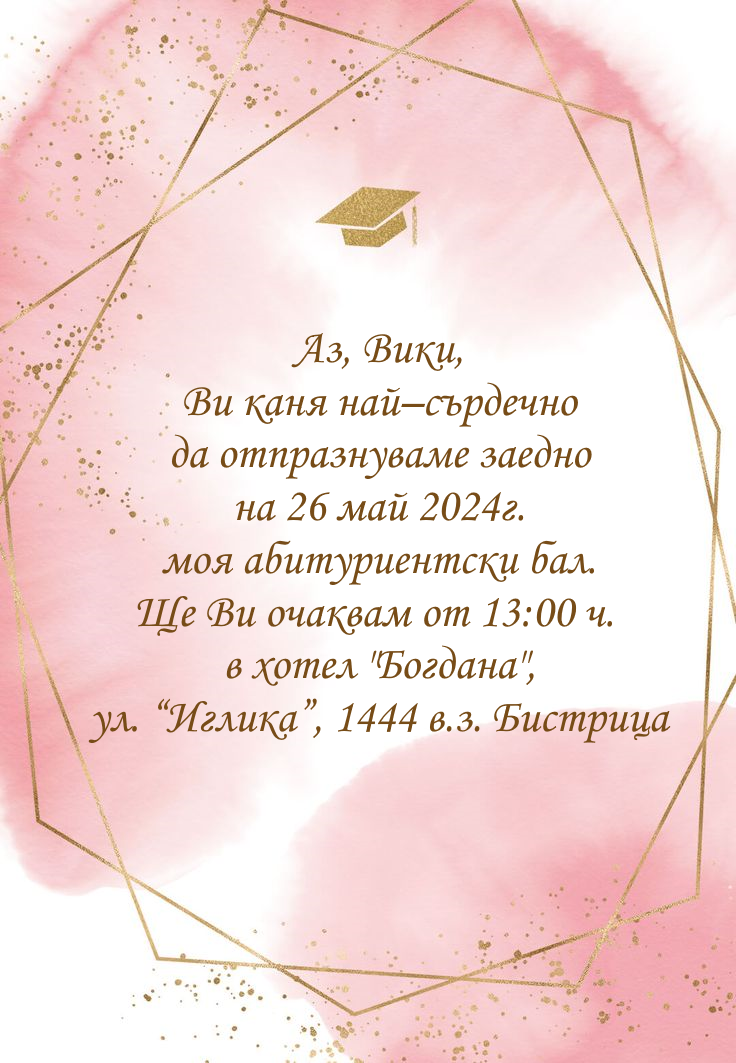 Аз, Вики,
Ви каня най–сърдечно
да отпразнуваме заедно
на 26 май 2024г.
моя абитуриентски бал.
Ще Ви очаквам от 13:00 ч.
в хотел "Богдана",
ул. “Иглика”, 1444 в.з. Бистрица